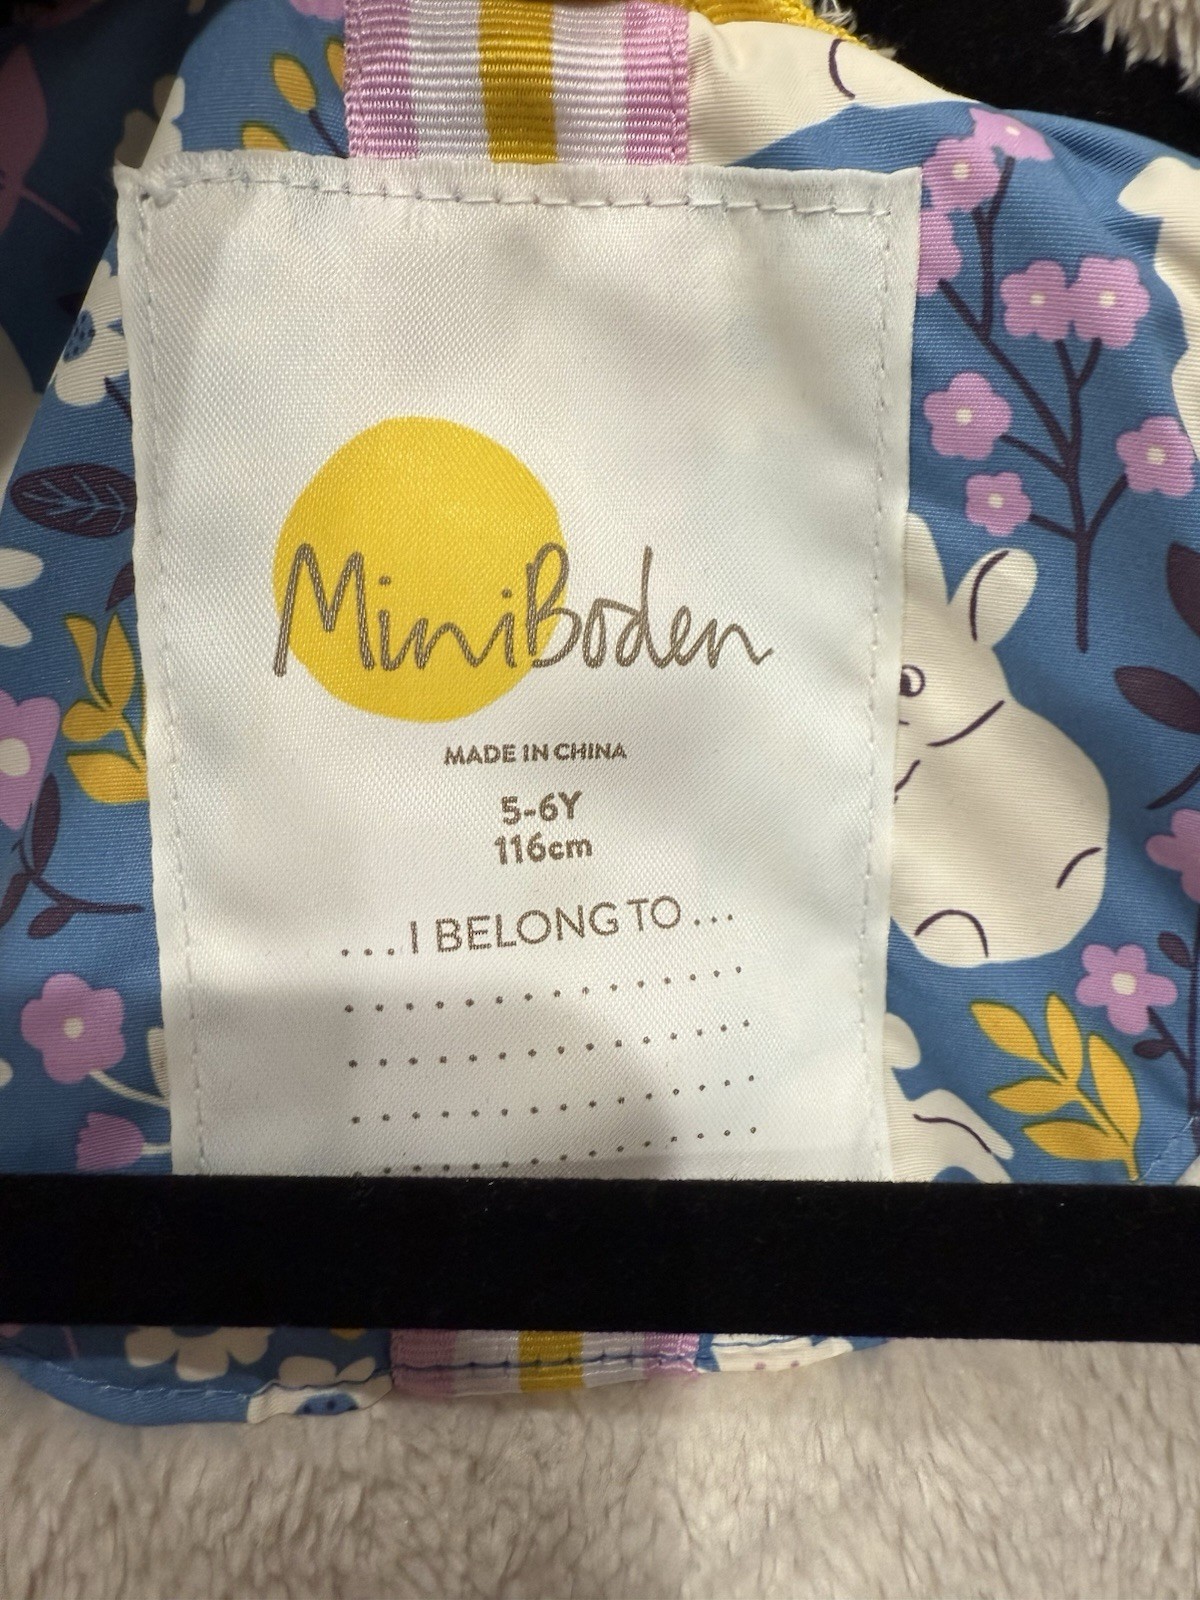 MiniBoden
MADE IN CHINA
5-6Y
116cm
...I BELONG TO...